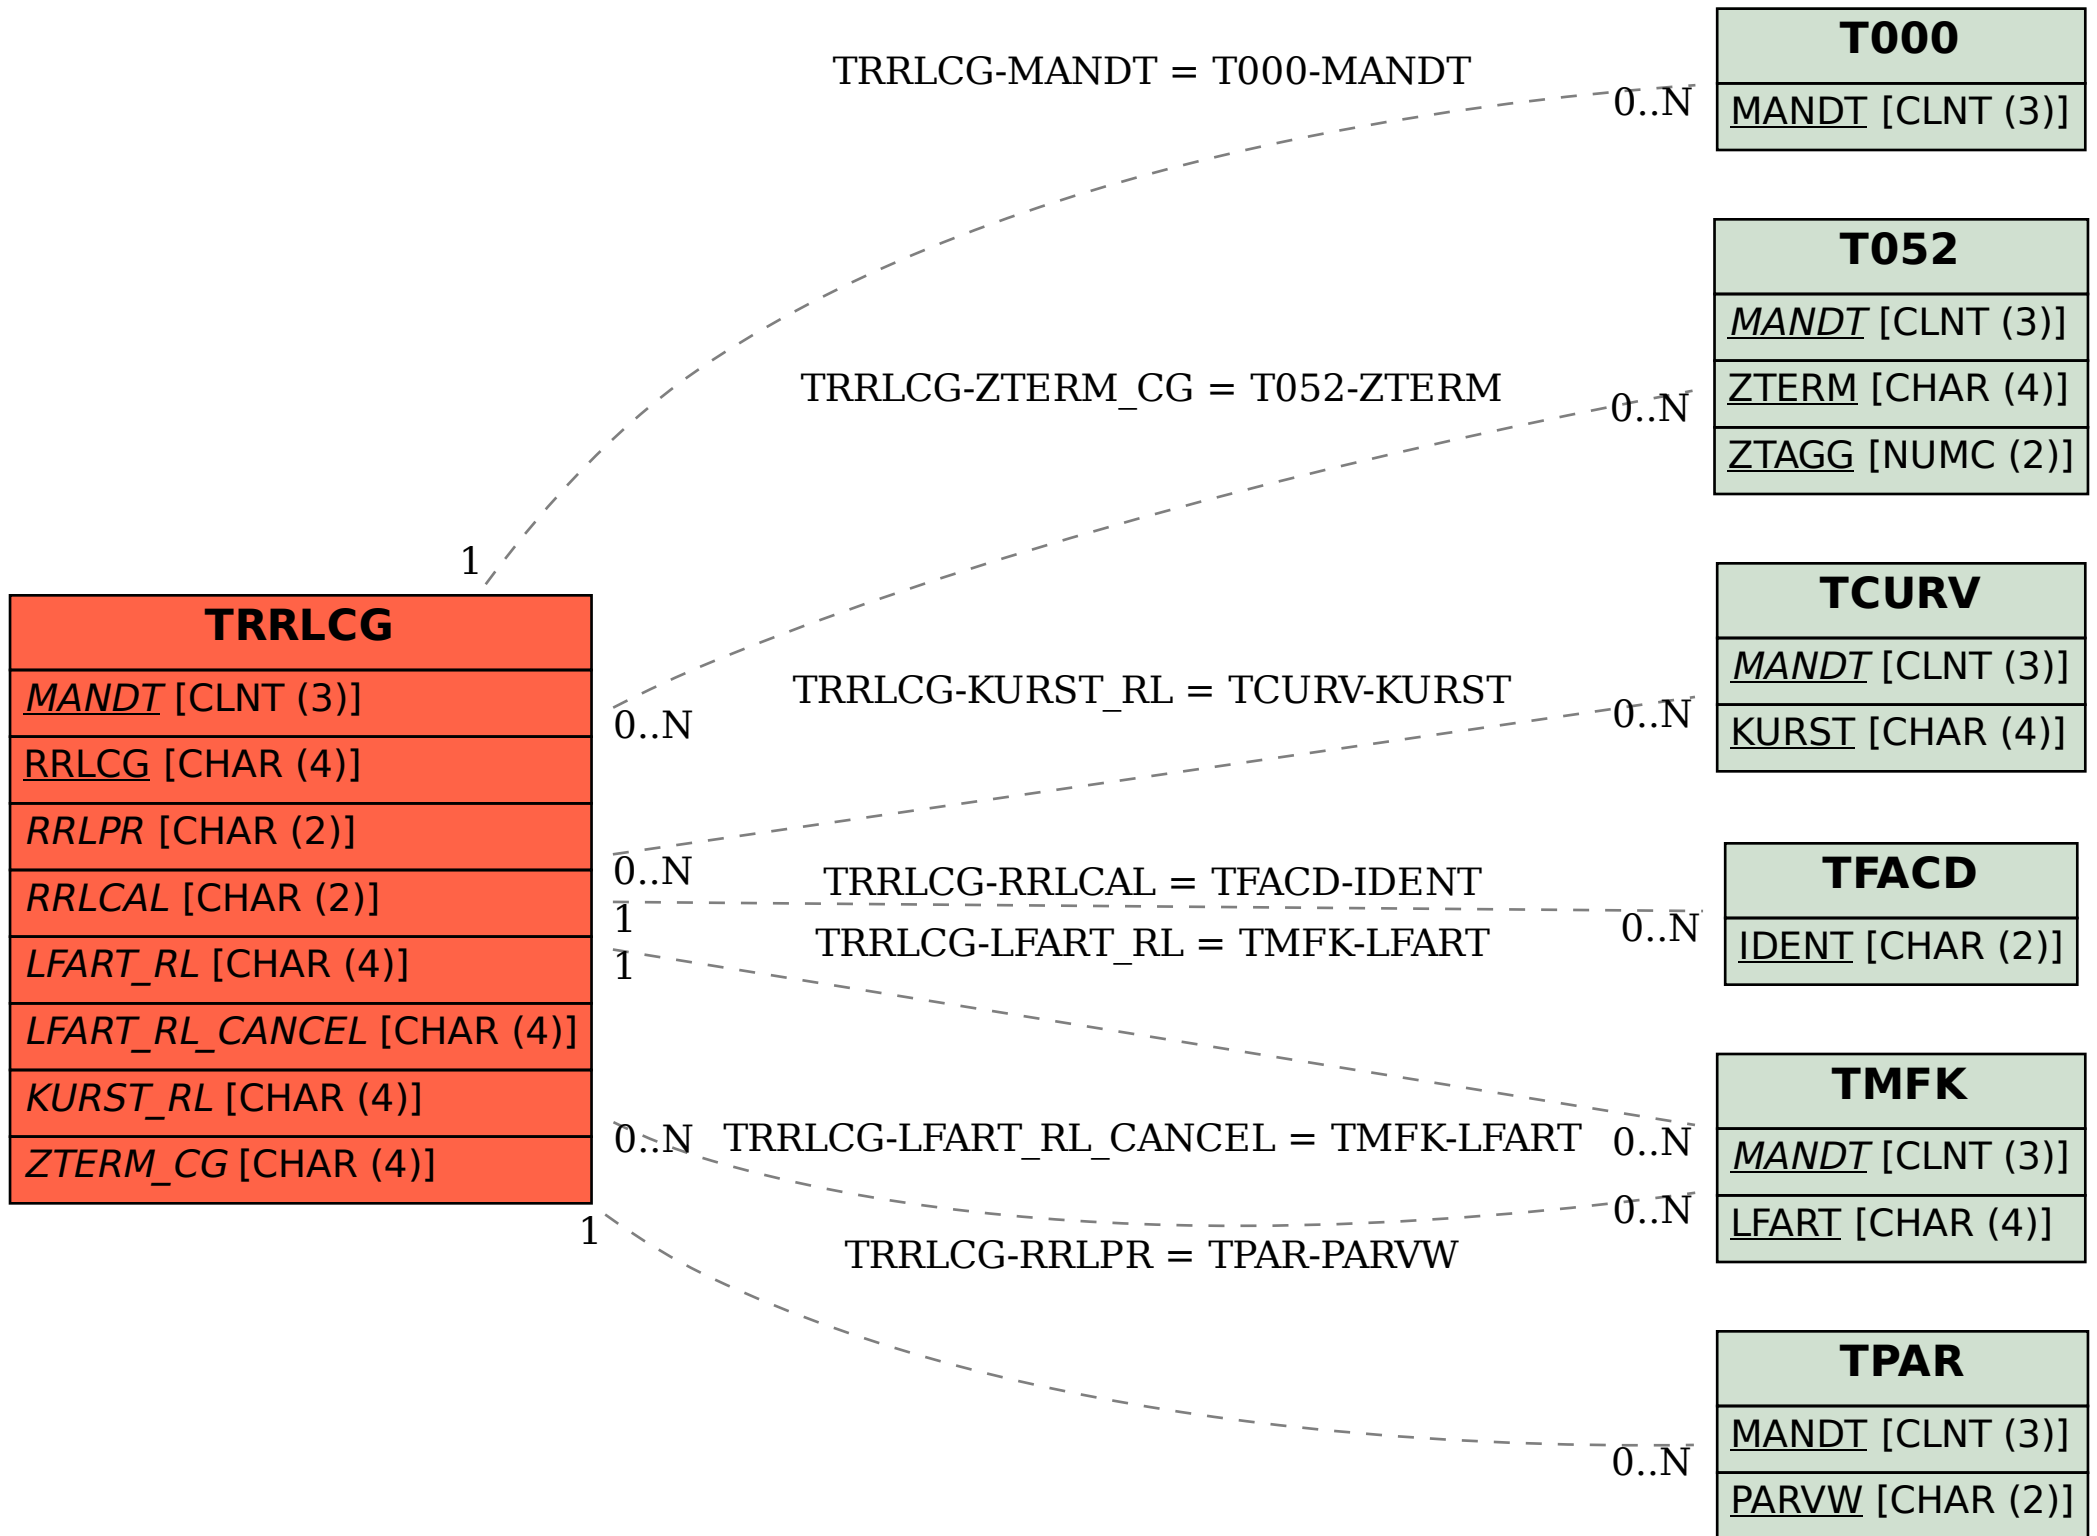 TRRLCG
MANDT [CLNT (3)]
RRLCG [CHAR (4)]
RRLPR [CHAR (2)]
RRLCAL [CHAR (2)]
LFART_RL [CHAR (4)]
LFART_RL_CANCEL [CHAR (4)]
KURST_RL [CHAR (4)]
ZTERM_CG [CHAR (4)]
TRRLCG-MANDT = T000-MANDT
1
0..N
TRRLCG-ZTERM_CG = T052-ZTERM
0..N
0..N
TRRLCG-KURST_RL = TCURV-KURST
0..N
0..N
TRRLCG-RRLCAL = TFACD-IDENT
1
0..N
TRRLCG-LFART_RL = TMFK-LFART
1
0..N
TRRLCG-LFART_RL_CANCEL = TMFK-LFART
0..N
0..N
TRRLCG-RRLPR = TPAR-PARVW
1
0..N
T000
MANDT [CLNT (3)]
T052
MANDT [CLNT (3)]
ZTERM [CHAR (4)]
ZTAGG [NUMC (2)]
TCURV
MANDT [CLNT (3)]
KURST [CHAR (4)]
TFACD
IDENT [CHAR (2)]
TMFK
MANDT [CLNT (3)]
LFART [CHAR (4)]
TPAR
MANDT [CLNT (3)]
PARVW [CHAR (2)]